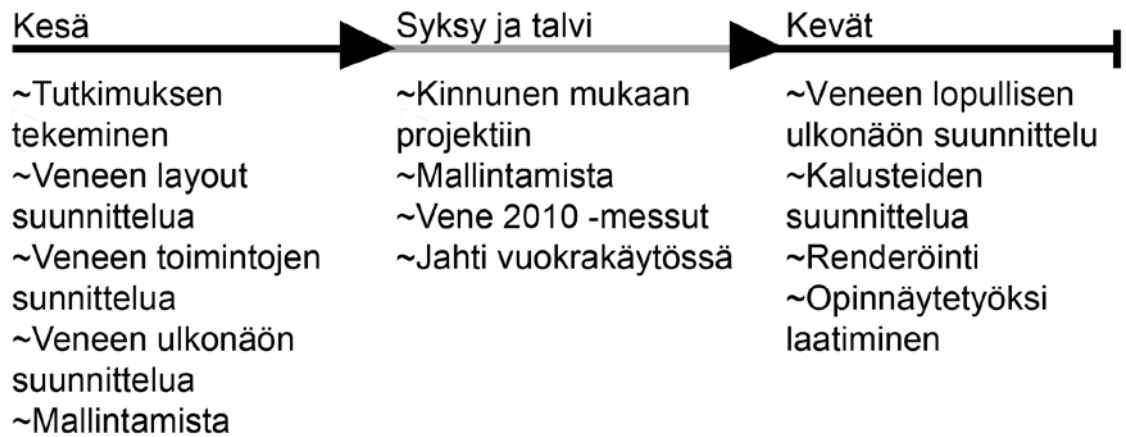 Kesä
~Tutkimuksen
tekeminen
~Veneen layout
suunnittelua
~Veneen toimintojen
sunnittelua
~Veneen ulkonäön
suunnittelua
~Mallintamista
Syksy ja talvi
~Kinnunen mukaan
projektiin
~Mallintamista
~Vene 2010 -messut
~Jahti vuokrakäytössä
Kevät
~Veneen lopullisen
ulkonäön suunnittelu
~Kalusteiden
suunnittelua
~Renderöinti
~Opinnäytetyöksi
laatiminen